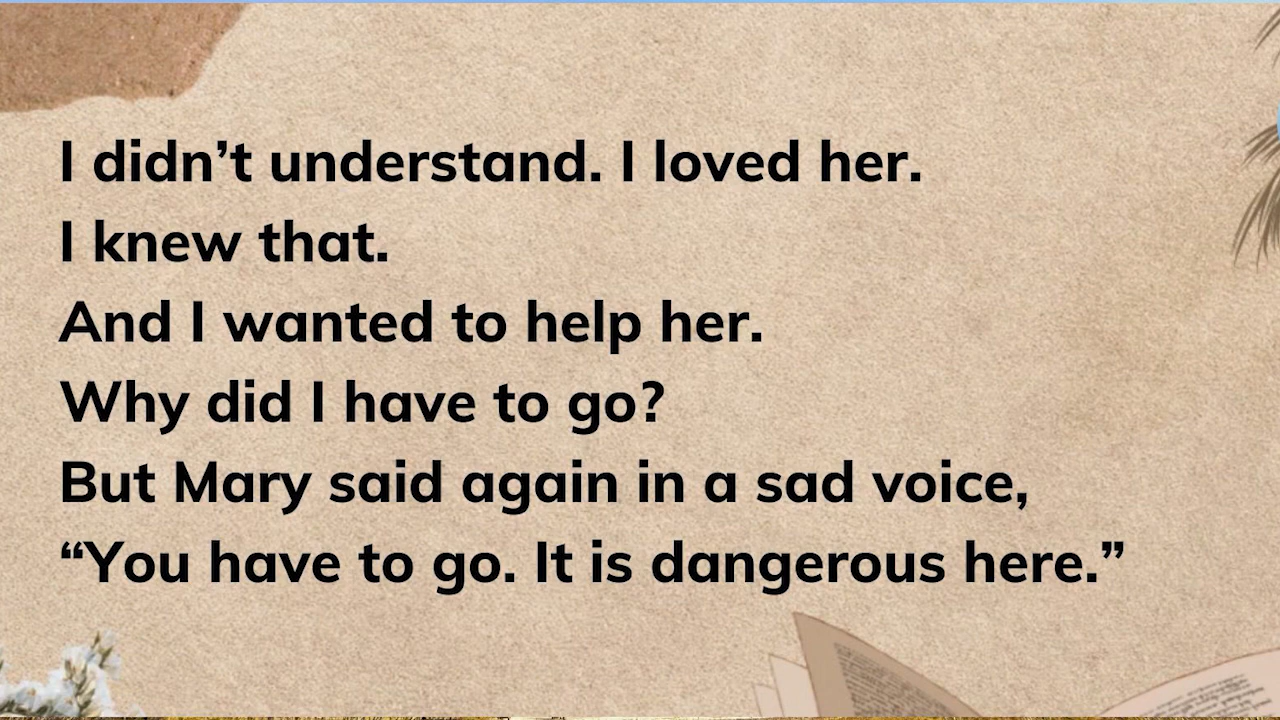 I didn’t understand. I loved her.
I knew that.
And I wanted to help her.
Why did I have to go?
But Mary said again in a sad voice,
“You have to go. It is dangerous here.”